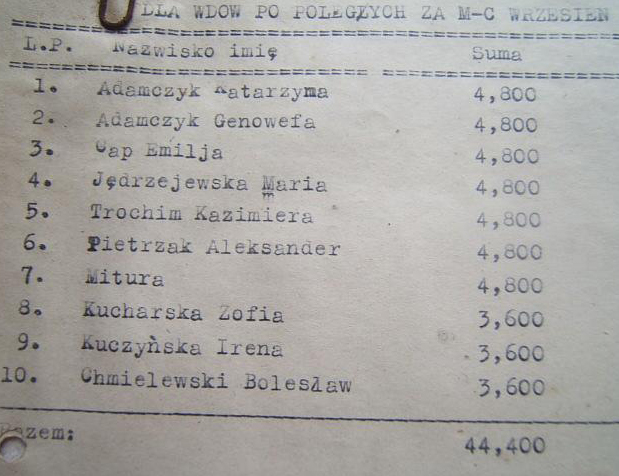 DLA WDOW PO POLEGŁYCH ZA M-C WRZESIEŃ
L.P. Nazwisko imię Suma
1. Adamczyk Katarzyna 4,800
2. Adamczyk Genowefa 4,800
3. Cap Emilja 4,800
4. Jędrzejewska Maria 4,800
5. Trochim Kazimiera 4,800
6. Pietrzak Aleksander 4,800
7. Mitura 4,800
8. Kucharska Zofia 3,600
9. Kuczyńska Irena 3,600
10. Chmielewski Bolesław 3,600
Razem: 44,400